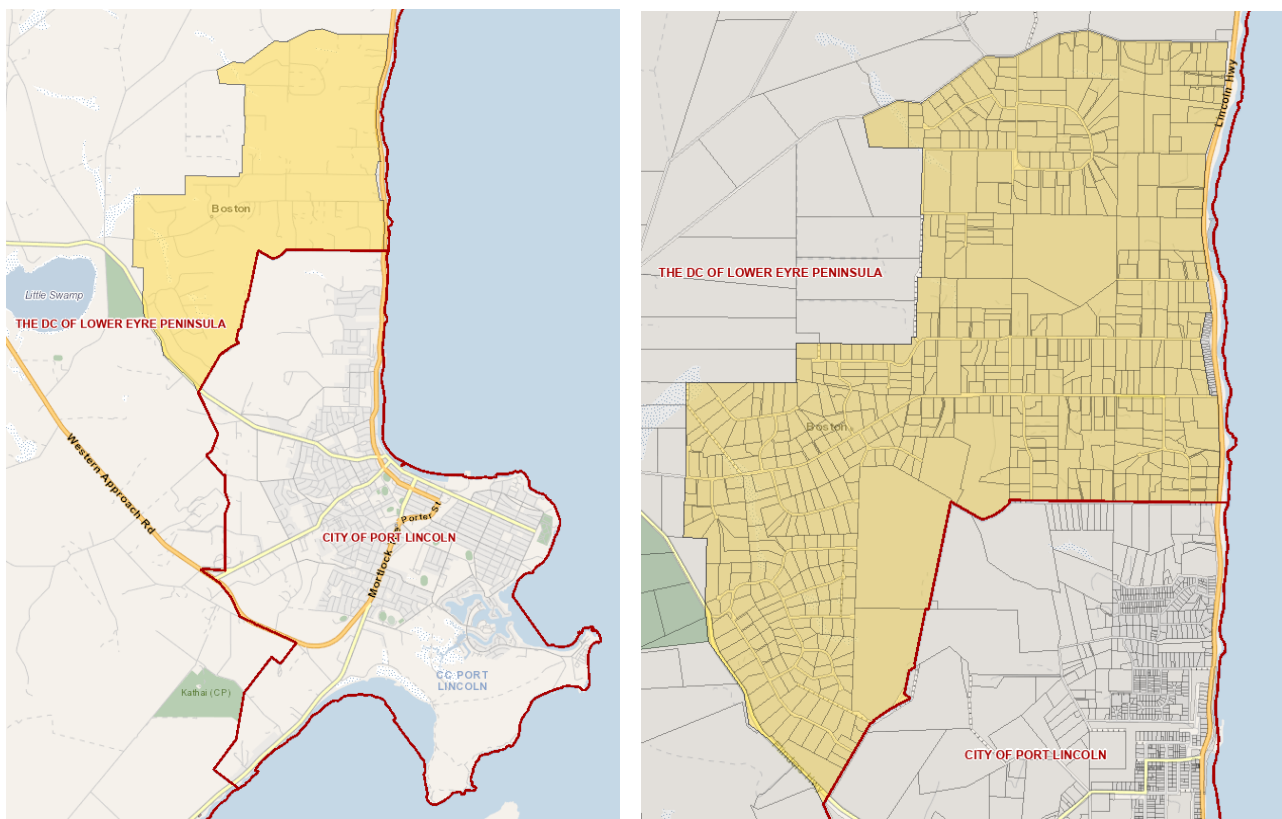 Boston
Little Swamp
THE DC OF LOWER EYRE PENINSULA
Western Approach Rd
Porter St
CITY OF PORT LINCOLN
Mortlock
CC PORT
LINCOLN
Kathai (CP)
Lincoln Hwy
THE DC OF LOWER EYRE PENINSULA
Boston
CITY OF PORT LINCOLN